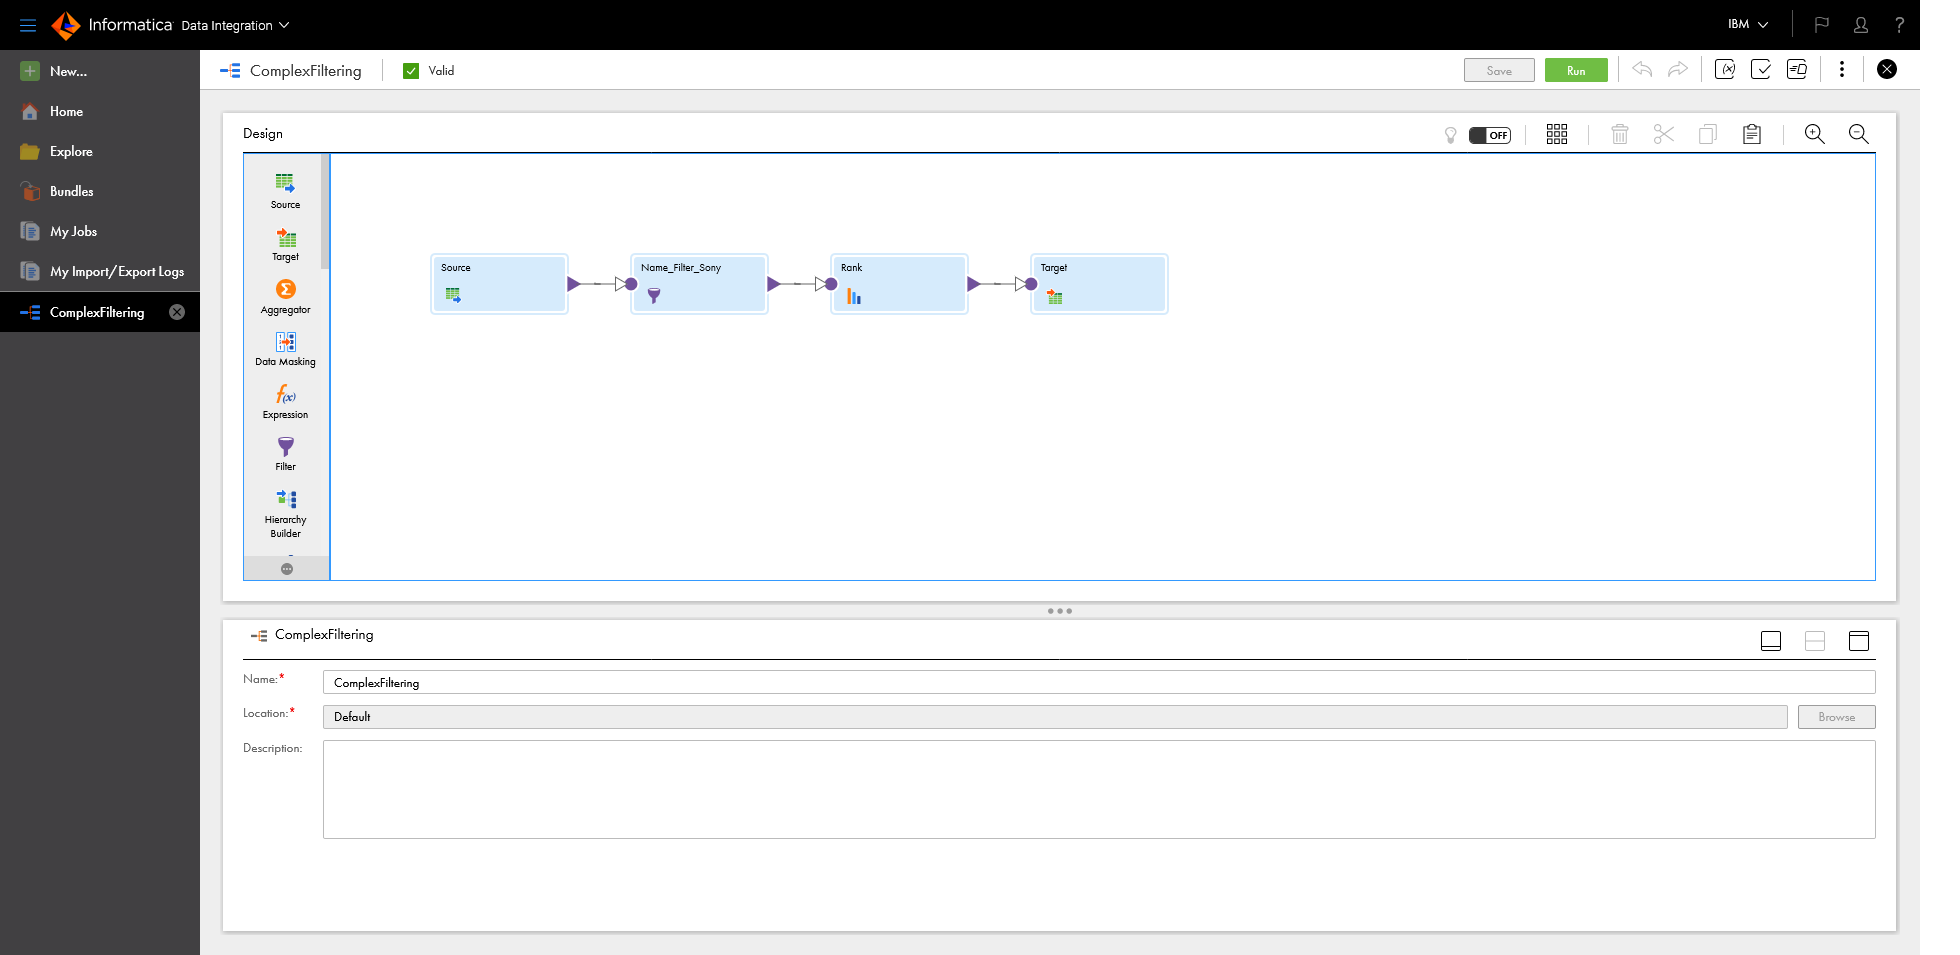 Informatica Data Integration
IBM
?
New...
Home
Explore
Bundles
My Jobs
My Import/Export Logs
ComplexFiltering
ComplexFiltering
Valid
Save
Run
Design
OFF
Source
Target
Aggregator
Data Masking
Expression
Filter
Hierarchy
Builder
Source
Name_Filter_Sony
Rank
Target
ComplexFiltering
Name:*
ComplexFiltering
Location:*
Default
Browse
Description: